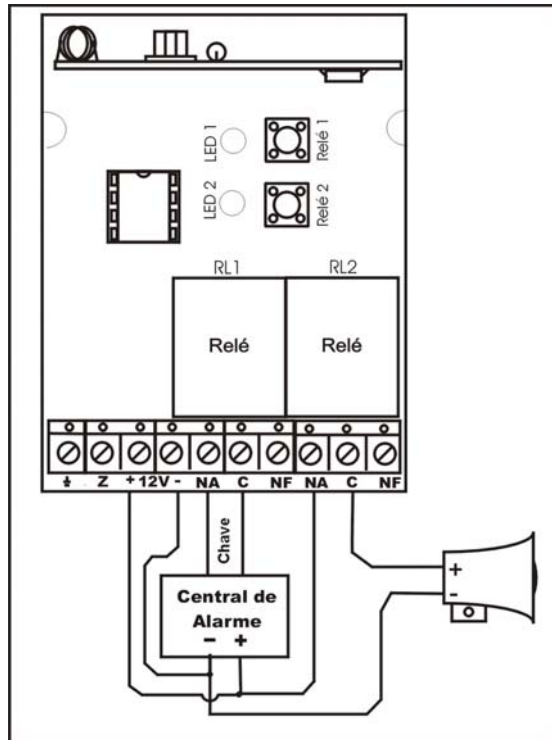 LED 1
Relé 1
LED 2
Relé 2
RL1
RL2
Relé
Relé
Z + 12V - NA C NF NA C NF
Chave
Central de
Alarme
- +
+
-